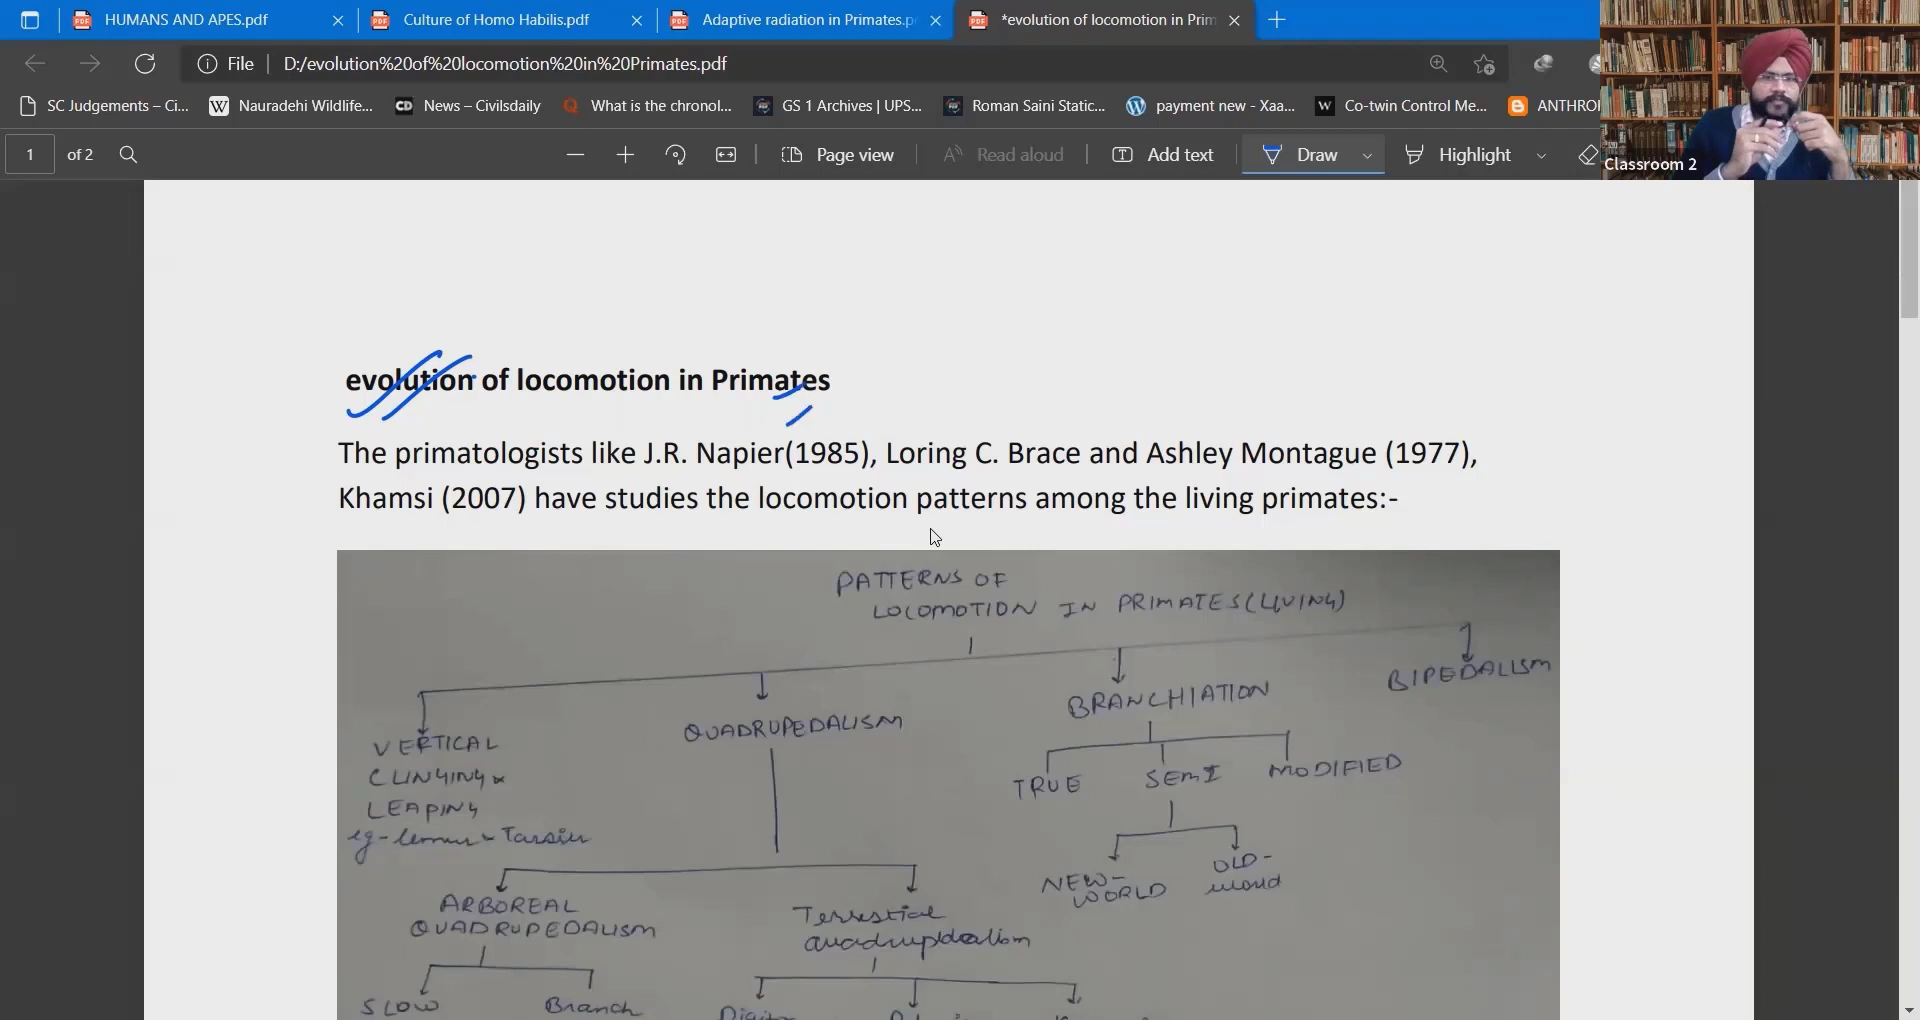 HUMANS AND APES.pdf
Culture of Homo Habilis.pdf
Adaptive radiation in Primates.p
*evolution of locomotion in Prim
File
D:/evolution%20of%20locomotion%20in%20Primates.pdf
SC Judgements – Ci...
Nauradehi Wildlife...
News – Civilsdaily
What is the chronol...
GS 1 Archives | UPS...
Roman Saini Static...
payment new - Xaa...
Co-twin Control Me...
ANTHRO
1 of 2
Page view
Read aloud
Add text
Draw
Highlight
Classroom 2
evolution of locomotion in Primates
The primatologists like J.R. Napier(1985), Loring C. Brace and Ashley Montague (1977),
Khamsi (2007) have studies the locomotion patterns among the living primates:-
PATTERNS OF
LOCOMOTION IN PRIMATES(LIVING)
VERTICAL
CLINGING &
LEAPING
eg - lemur & Tarsier
QUADRUPEDALISM
BRANCHIATION
BIPEDALISM
TRUE
SEMI
MODIFIED
NEW-
WORLD
OLD-
world
ARBOREAL
QUADRUPEDALISM
Terrestial
quadrupedalism
SLOW
Branch